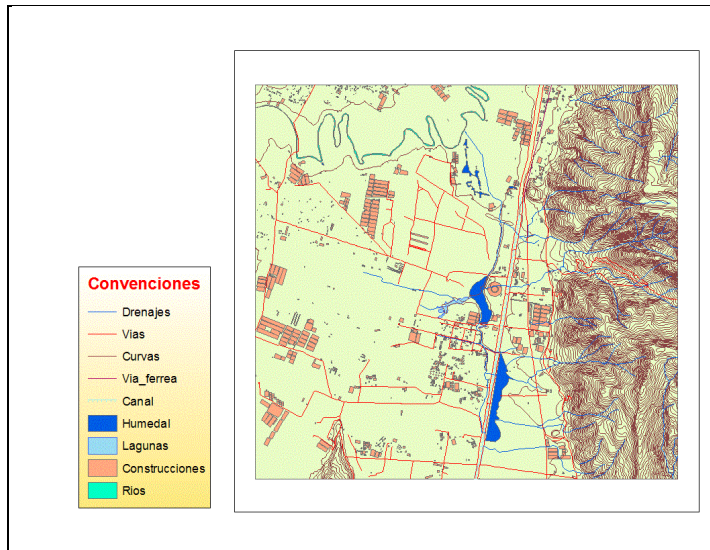 Convenciones
Drenajes
Vias
Curvas
Via_ferrea
Canal
Humedal
Lagunas
Construcciones
Rios